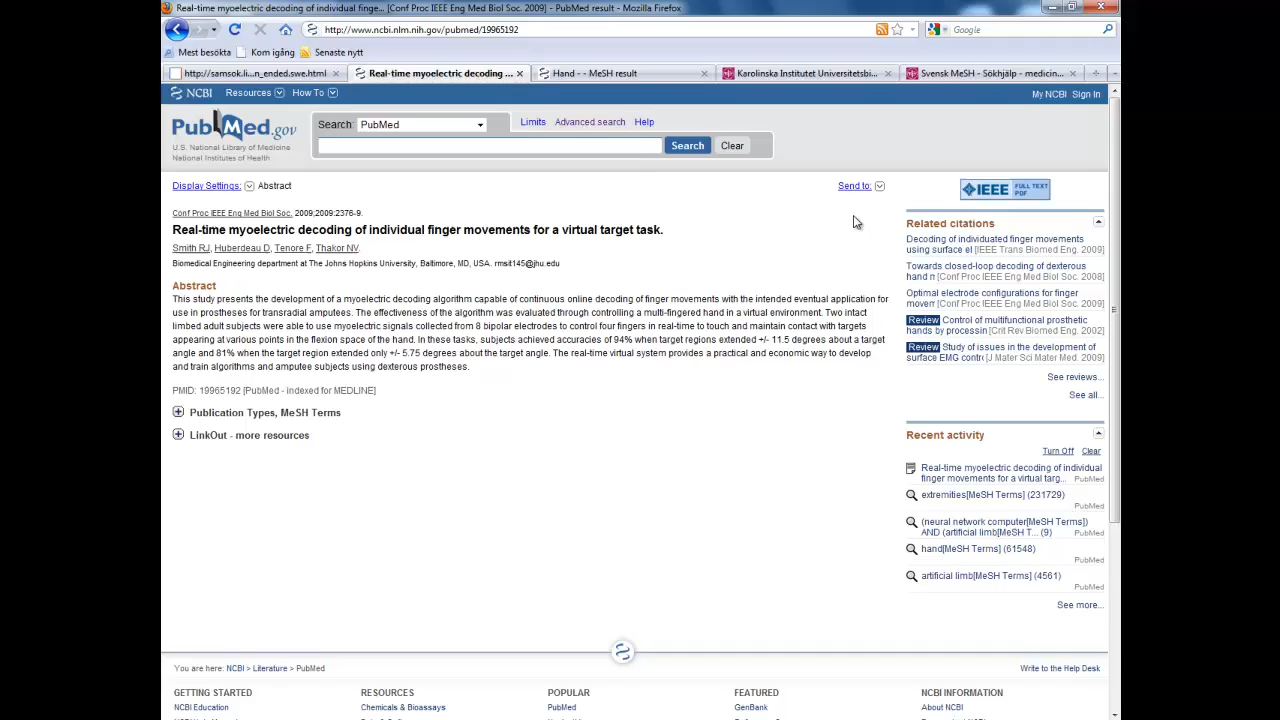 Real-time myoelectric decoding of individual finge... [Conf Proc IEEE Eng Med Biol Soc. 2009] - PubMed result - Mozilla Firefox
http://www.ncbi.nlm.nih.gov/pubmed/19965192
Google
Mest besökta Kom igång Senaste nytt
http://samsok.li...n_ended.swe.html
Real-time myoelectric decoding ...
Hand - - MeSH result
Karolinska Institutet Universitetsbi...
Svensk MeSH - Sökhjälp - medicin...
NCBI Resources How To My NCBI Sign In
PubMed.gov
U.S. National Library of Medicine
National Institutes of Health
Search: PubMed
Limits Advanced search Help
Search Clear
Display Settings: Abstract
Send to:
IEEE FULL TEXT PDF
Conf Proc IEEE Eng Med Biol Soc. 2009;2009:2376-9.
Real-time myoelectric decoding of individual finger movements for a virtual target task.
Smith RJ, Huberdeau D, Tenore F, Thakor NV.
Biomedical Engineering department at The Johns Hopkins University, Baltimore, MD, USA. rmsit145@jhu.edu
Abstract
This study presents the development of a myoelectric decoding algorithm capable of continuous online decoding of finger movements with the intended eventual application
for use in prostheses for transradial amputees. The effectiveness of the algorithm was evaluated through controlling a multi-fingered hand in a virtual environment. Two intact
limbed adult subjects were able to use myoelectric signals collected from 8 bipolar electrodes to control four fingers in real-time to touch and maintain contact with targets
appearing at various points in the flexion space of the hand. In these tasks, subjects achieved accuracies of 94% when target regions extended +/- 11.5 degrees about a target
angle and 81% when the target region extended only +/- 5.75 degrees about the target angle. The real-time virtual system provides a practical and economic way to develop
and train algorithms and amputee subjects using dexterous prostheses.
PMID: 19965192 [PubMed - indexed for MEDLINE]
Publication Types, MeSH Terms
LinkOut - more resources
Related citations
Decoding of individuated finger movements
using surface el [IEEE Trans Biomed Eng. 2009]
Towards closed-loop decoding of dexterous
hand m [Conf Proc IEEE Eng Med Biol Soc. 2008]
Optimal electrode configurations for finger
movem [Conf Proc IEEE Eng Med Biol Soc. 2009]
Review Control of multifunctional prosthetic
hands by processin [Crit Rev Biomed Eng. 2002]
Review Study of issues in the development of
surface EMG contr [J Mater Sci Mater Med. 2009]
See reviews...
See all...
Recent activity
Turn Off Clear
Real-time myoelectric decoding of individual
finger movements for a virtual targ... PubMed
extremities[MeSH Terms] (231729)
PubMed
(neural network computer[MeSH Terms])
AND (artificial limb[MeSH T... (9) PubMed
hand[MeSH Terms] (61548)
PubMed
artificial limb[MeSH Terms] (4561)
PubMed
See more...
You are here: NCBI > Literature > PubMed
Write to the Help Desk
GETTING STARTED RESOURCES POPULAR FEATURED NCBI INFORMATION
NCBI Education Chemicals & Bioassays PubMed GenBank About NCBI